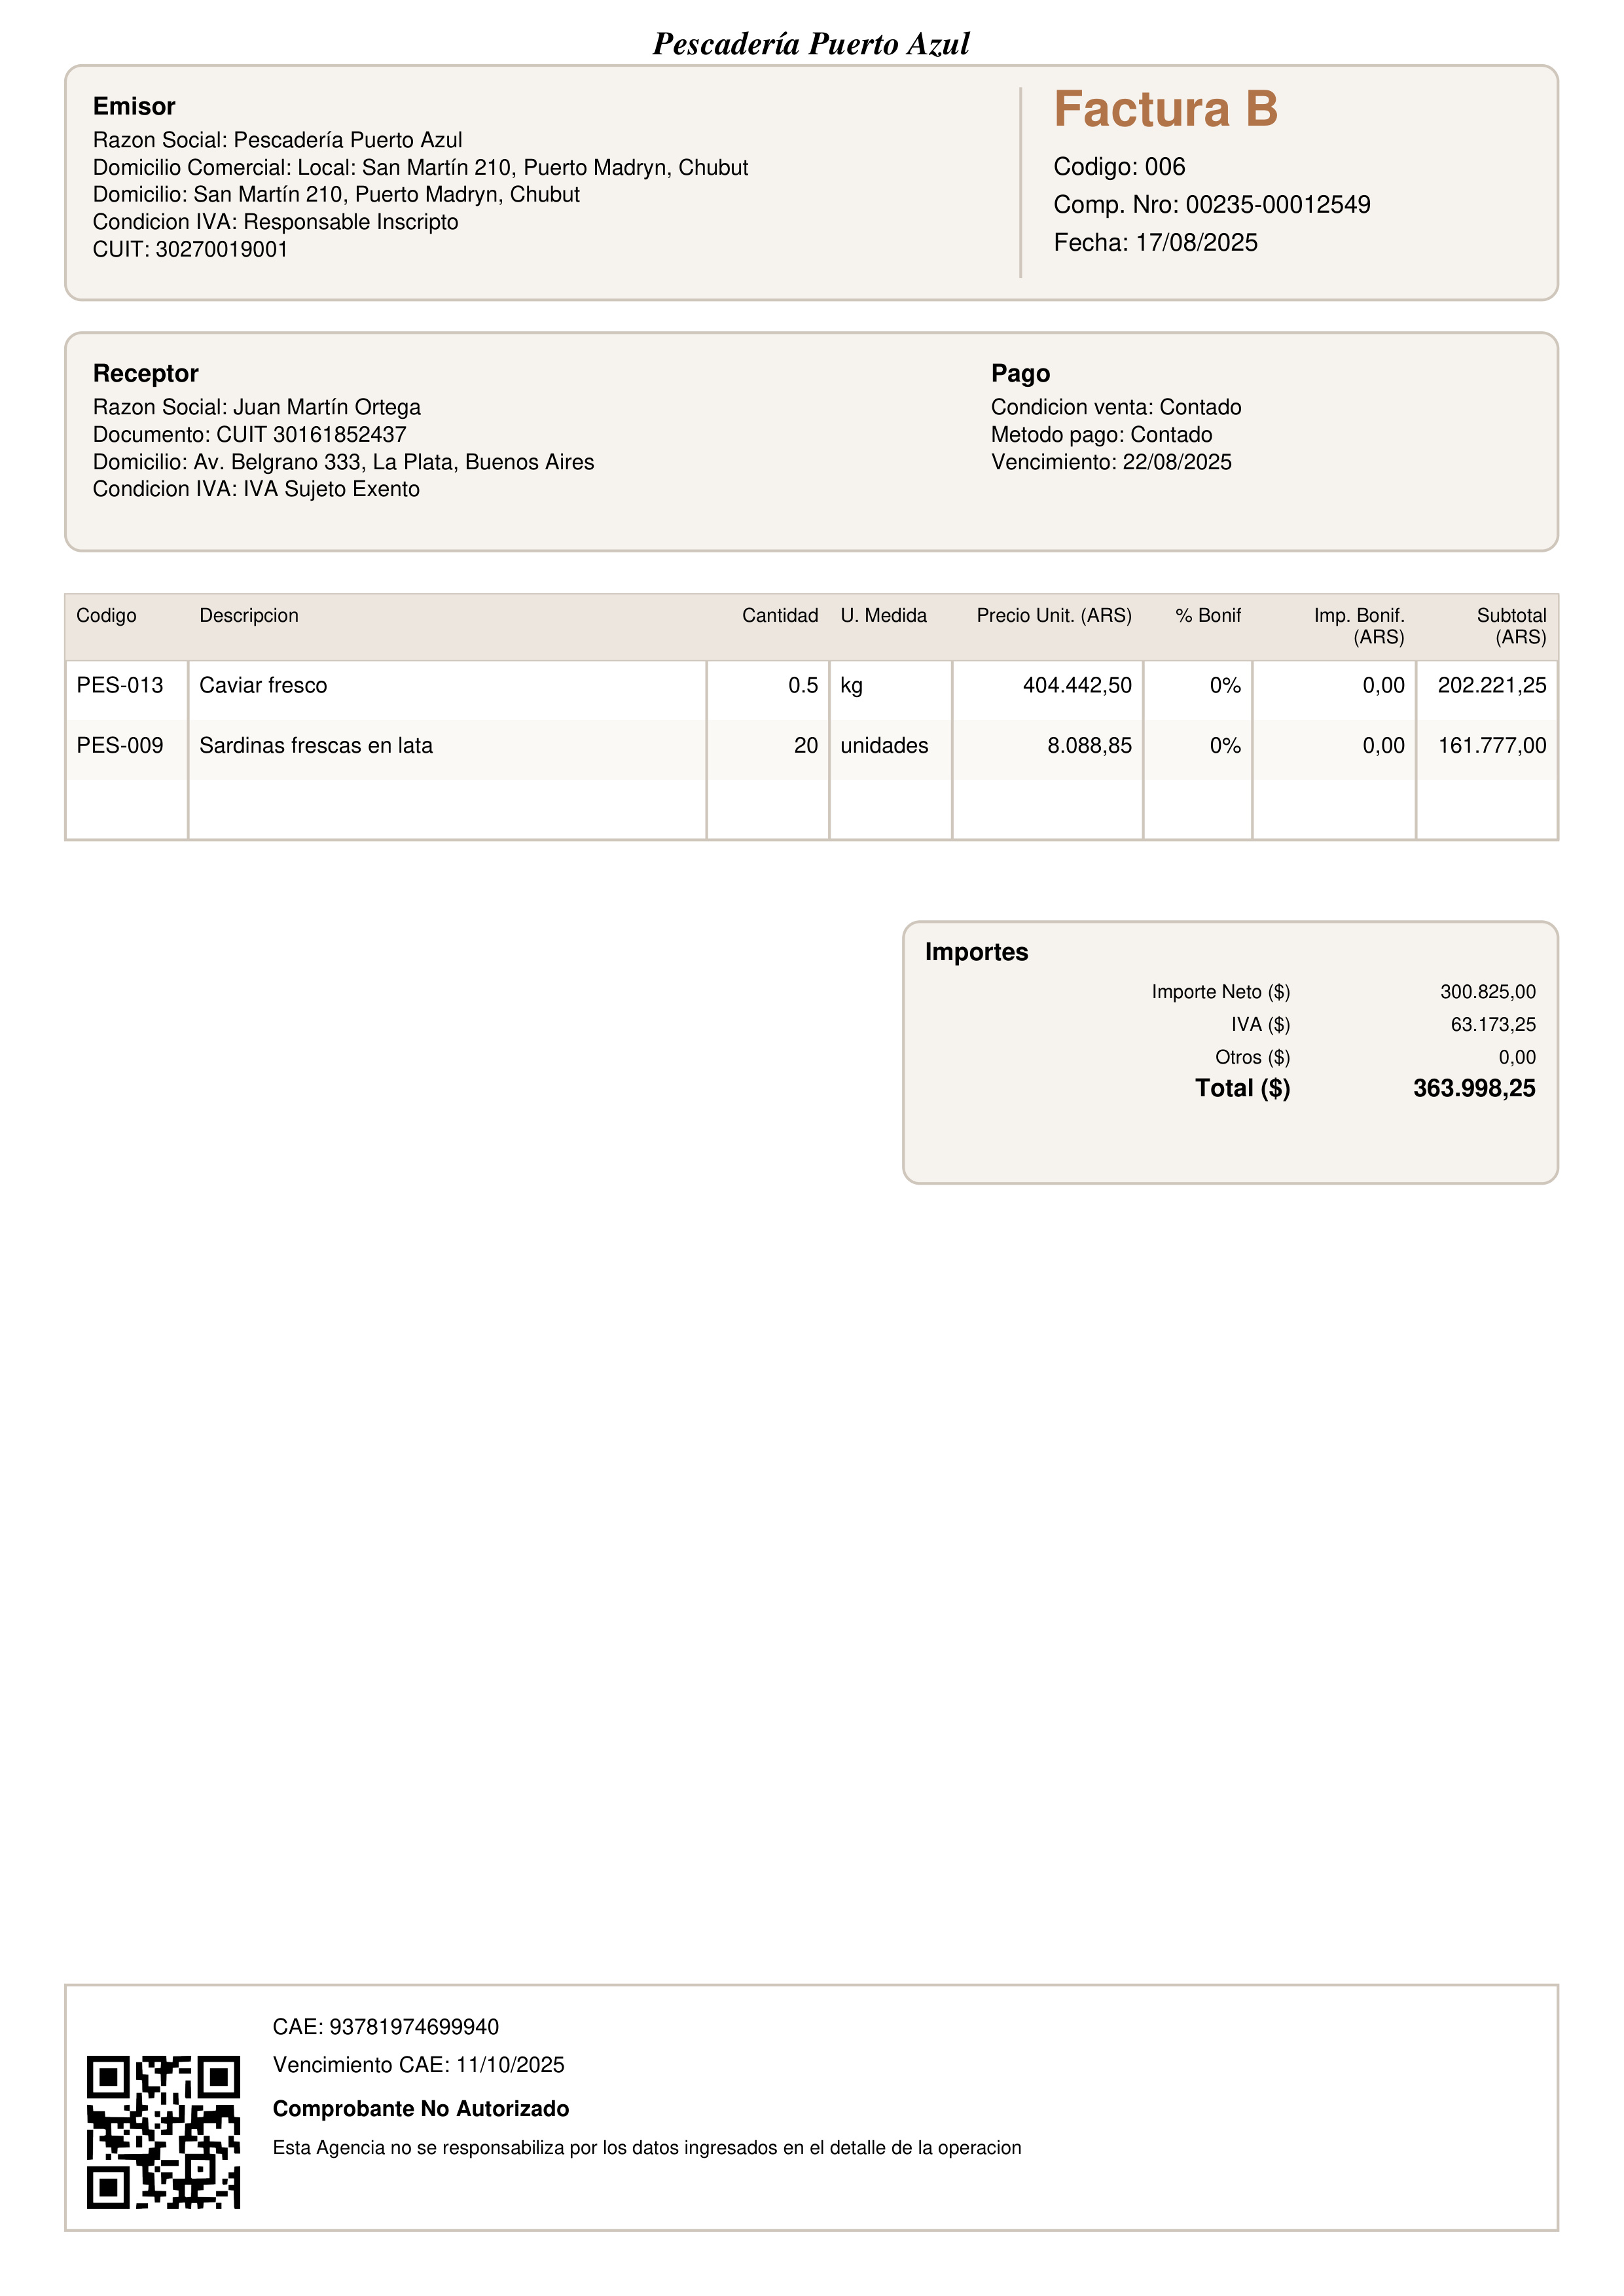 Pescadería Puerto Azul
Emisor
Razon Social: Pescadería Puerto Azul
Domicilio Comercial: Local: San Martín 210, Puerto Madryn, Chubut
Domicilio: San Martín 210, Puerto Madryn, Chubut
Condicion IVA: Responsable Inscripto
CUIT: 30270019001
Factura B
Codigo: 006
Comp. Nro: 00235-00012549
Fecha: 17/08/2025
Receptor
Razon Social: Juan Martín Ortega
Documento: CUIT 30161852437
Domicilio: Av. Belgrano 333, La Plata, Buenos Aires
Condicion IVA: IVA Sujeto Exento
Pago
Condicion venta: Contado
Metodo pago: Contado
Vencimiento: 22/08/2025
Codigo Descripcion Cantidad U. Medida Precio Unit. (ARS) % Bonif Imp. Bonif. (ARS) Subtotal (ARS)
PES-013 Caviar fresco 0.5 kg 404.442,50 0% 0,00 202.221,25
PES-009 Sardinas frescas en lata 20 unidades 8.088,85 0% 0,00 161.777,00
Importes
Importe Neto ($) 300.825,00
IVA ($) 63.173,25
Otros ($) 0,00
Total ($) 363.998,25
CAE: 93781974699940
Vencimiento CAE: 11/10/2025
Comprobante No Autorizado
Esta Agencia no se responsabiliza por los datos ingresados en el detalle de la operacion